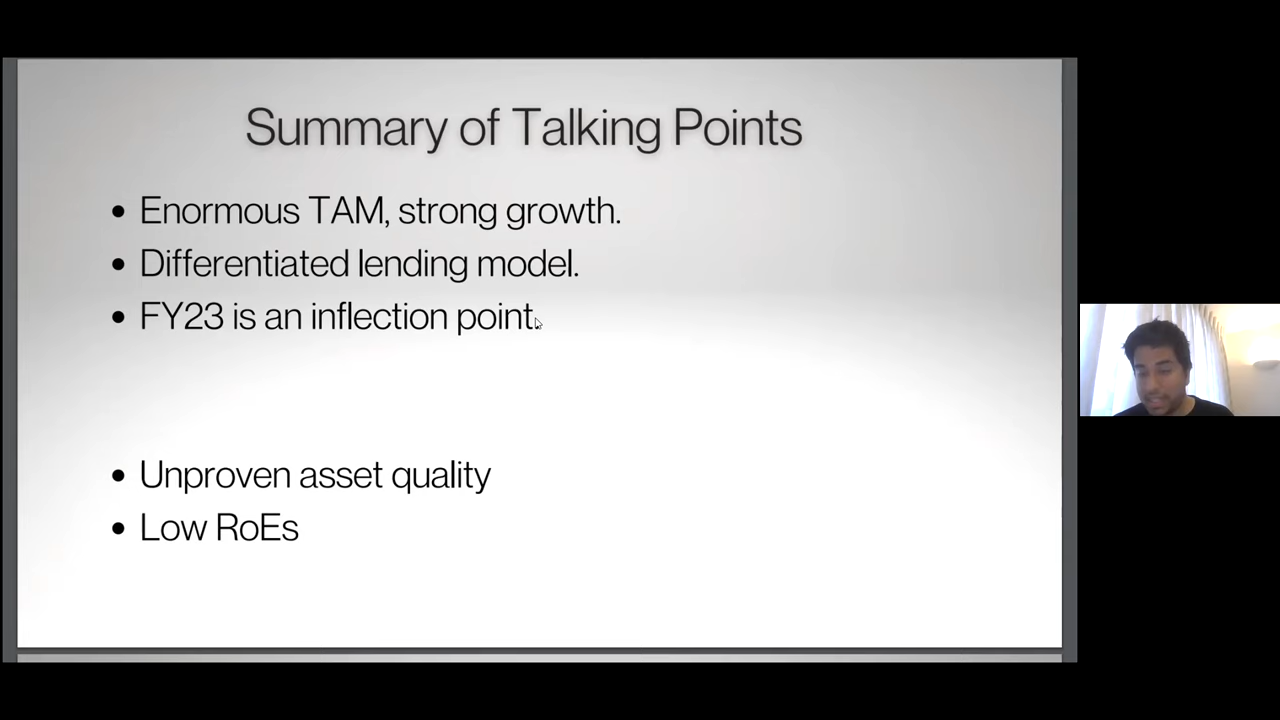 Summary of Talking Points
• Enormous TAM, strong growth.
• Differentiated lending model.
• FY23 is an inflection point.
• Unproven asset quality
• Low RoEs